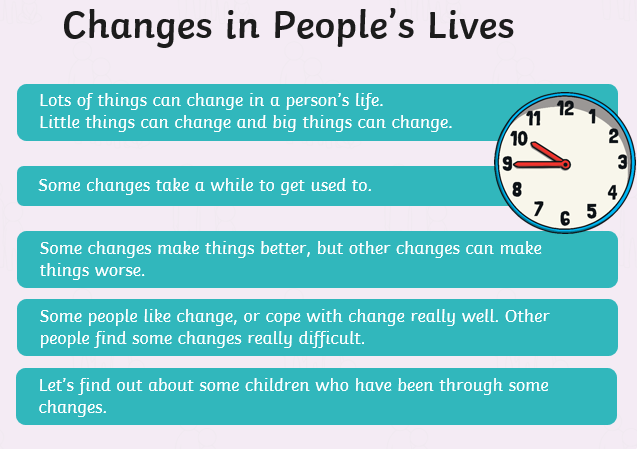 Changes in People's Lives
Lots of things can change in a person's life.
Little things can change and big things can change.
Some changes take a while to get used to.
Some changes make things better, but other changes can make
things worse.
Some people like change, or cope with change really well. Other
people find some changes really difficult.
Let's find out about some children who have been through some
changes.
12
1
2
3
4
5
6
7
8
9
10
11